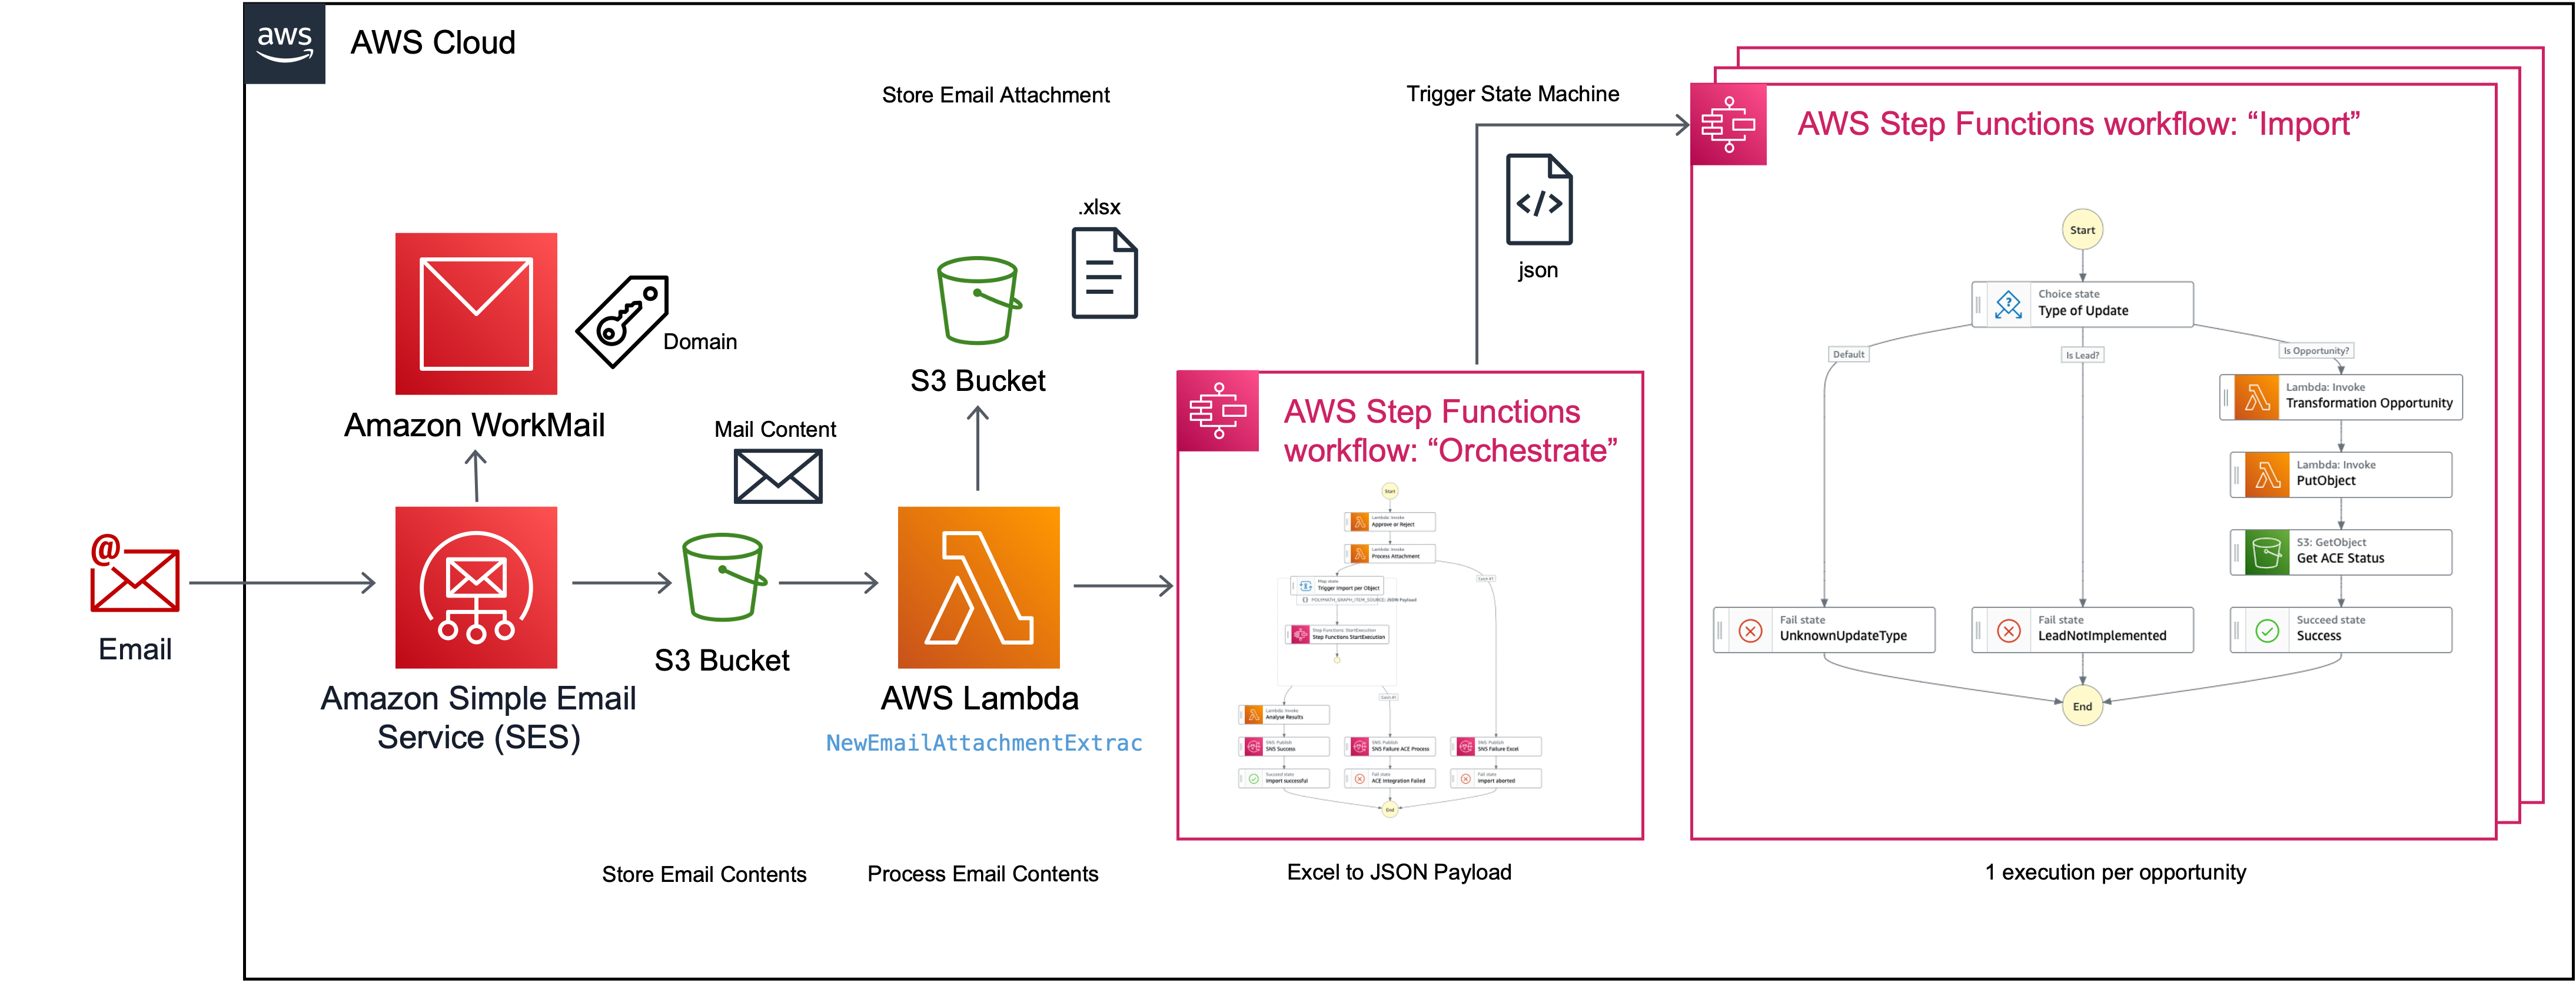 aws
AWS Cloud
Store Email Attachment
Trigger State Machine
.xlsx
json
Domain
Amazon WorkMail
S3 Bucket
Mail Content
@
Email
Amazon Simple Email
Service (SES)
S3 Bucket
AWS Lambda
NewEmailAttachmentExtrac
Store Email Contents
Process Email Contents
AWS Step Functions
workflow: “Orchestrate”
Start
Lambda: Invoke
Approve or Reject
Lambda: Invoke
Process Attachment
Map state
Trigger Import per Object
POLYMATH_GRAPH_ITEM_SOURCE: JSON Payload
Catch #1
Step Functions: StartExecution
Step Functions StartExecution
Catch #1
Lambda: Invoke
Analyse Results
SNS: Publish
SNS Success
SNS: Publish
SNS Failure ACE Process
SNS: Publish
SNS Failure Excel
Succeed state
Import successful
Fail state
ACE Integration Failed
Fail state
Import aborted
End
Excel to JSON Payload
AWS Step Functions workflow: “Import”
Start
?
Choice state
Type of Update
Default
Is Lead?
Is Opportunity?
Lambda: Invoke
Transformation Opportunity
Lambda: Invoke
PutObject
S3: GetObject
Get ACE Status
Fail state
UnknownUpdateType
Fail state
LeadNotImplemented
Succeed state
Success
End
1 execution per opportunity